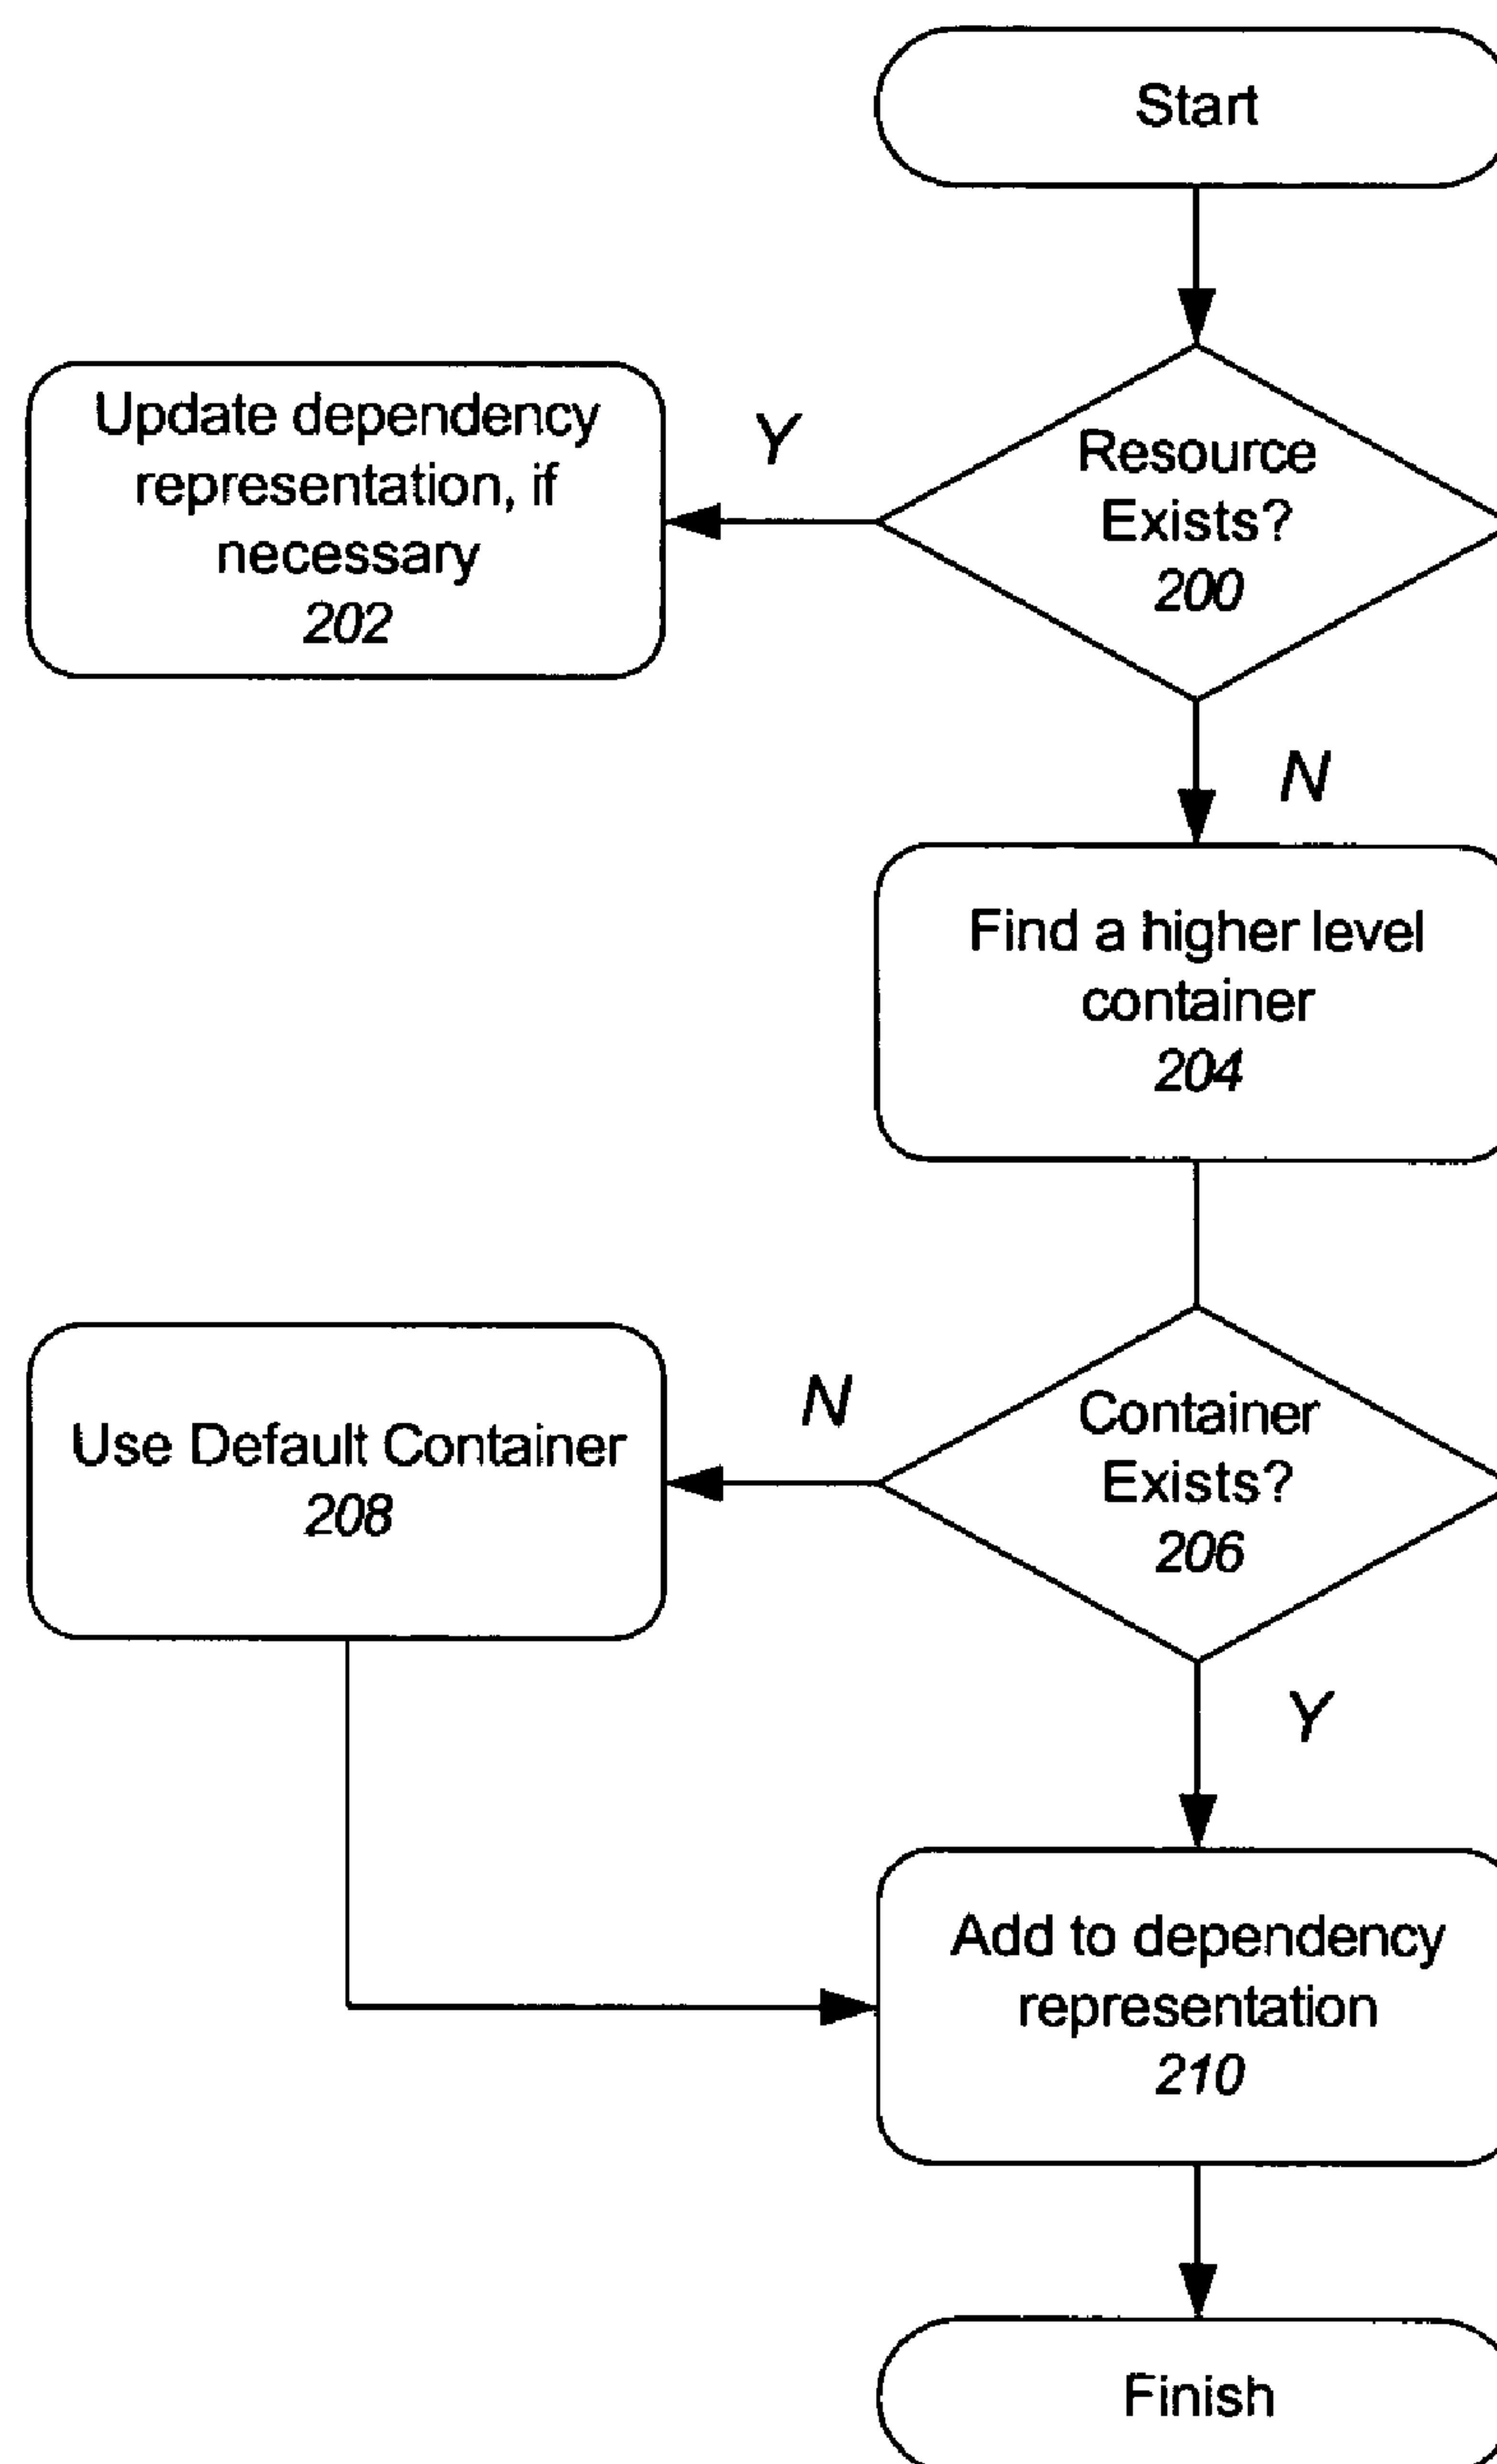 Start
Resource
Exists?
200
Y
Update dependency
representation, if
necessary
202
N
Find a higher level
container
204
Container
Exists?
206
N
Use Default Container
208
Y
Add to dependency
representation
210
Finish